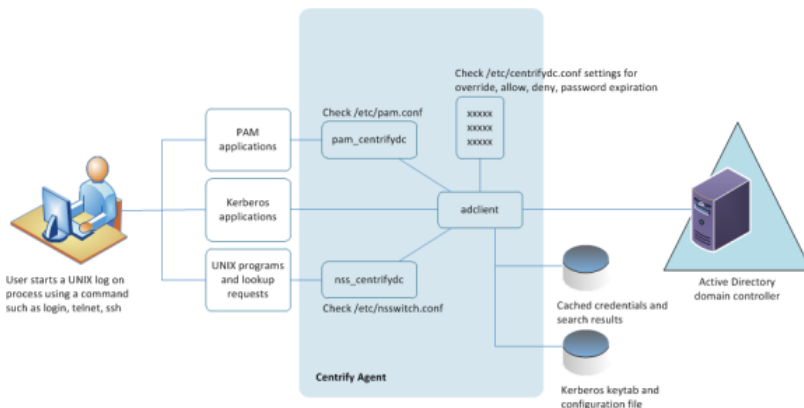 Check /etc/centrifydc.conf settings for
override, allow, deny, password expiration
Check /etc/pam.conf
xxxxx
xxxxx
xxxxx
PAM
applications
pam_centrifydc
Kerberos
applications
adclient
User starts a UNIX log on
process using a command
such as login, telnet, ssh
UNIX programs
and lookup
requests
nss_centrifydc
Check /etc/nsswitch.conf
Active Directory
domain controller
Cached credentials and
search results
Centrify Agent
Kerberos keytab and
configuration file